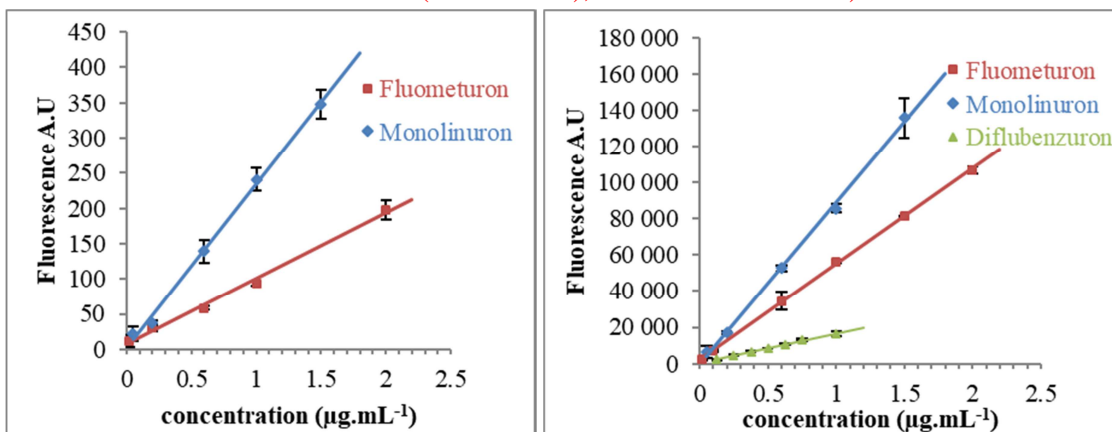 450
400
350
300
250
200
150
100
50
0
Fluorescence A.U
Fluometuron
Monolinuron
0 0.5 1 1.5 2 2.5
concentration (µg.mL⁻¹)
180 000
160 000
140 000
120 000
100 000
80 000
60 000
40 000
20 000
0
Fluorescence A.U
Fluometuron
Monolinuron
Diflubenzuron
0 0.5 1 1.5 2 2.5
concentration (µg.mL⁻¹)